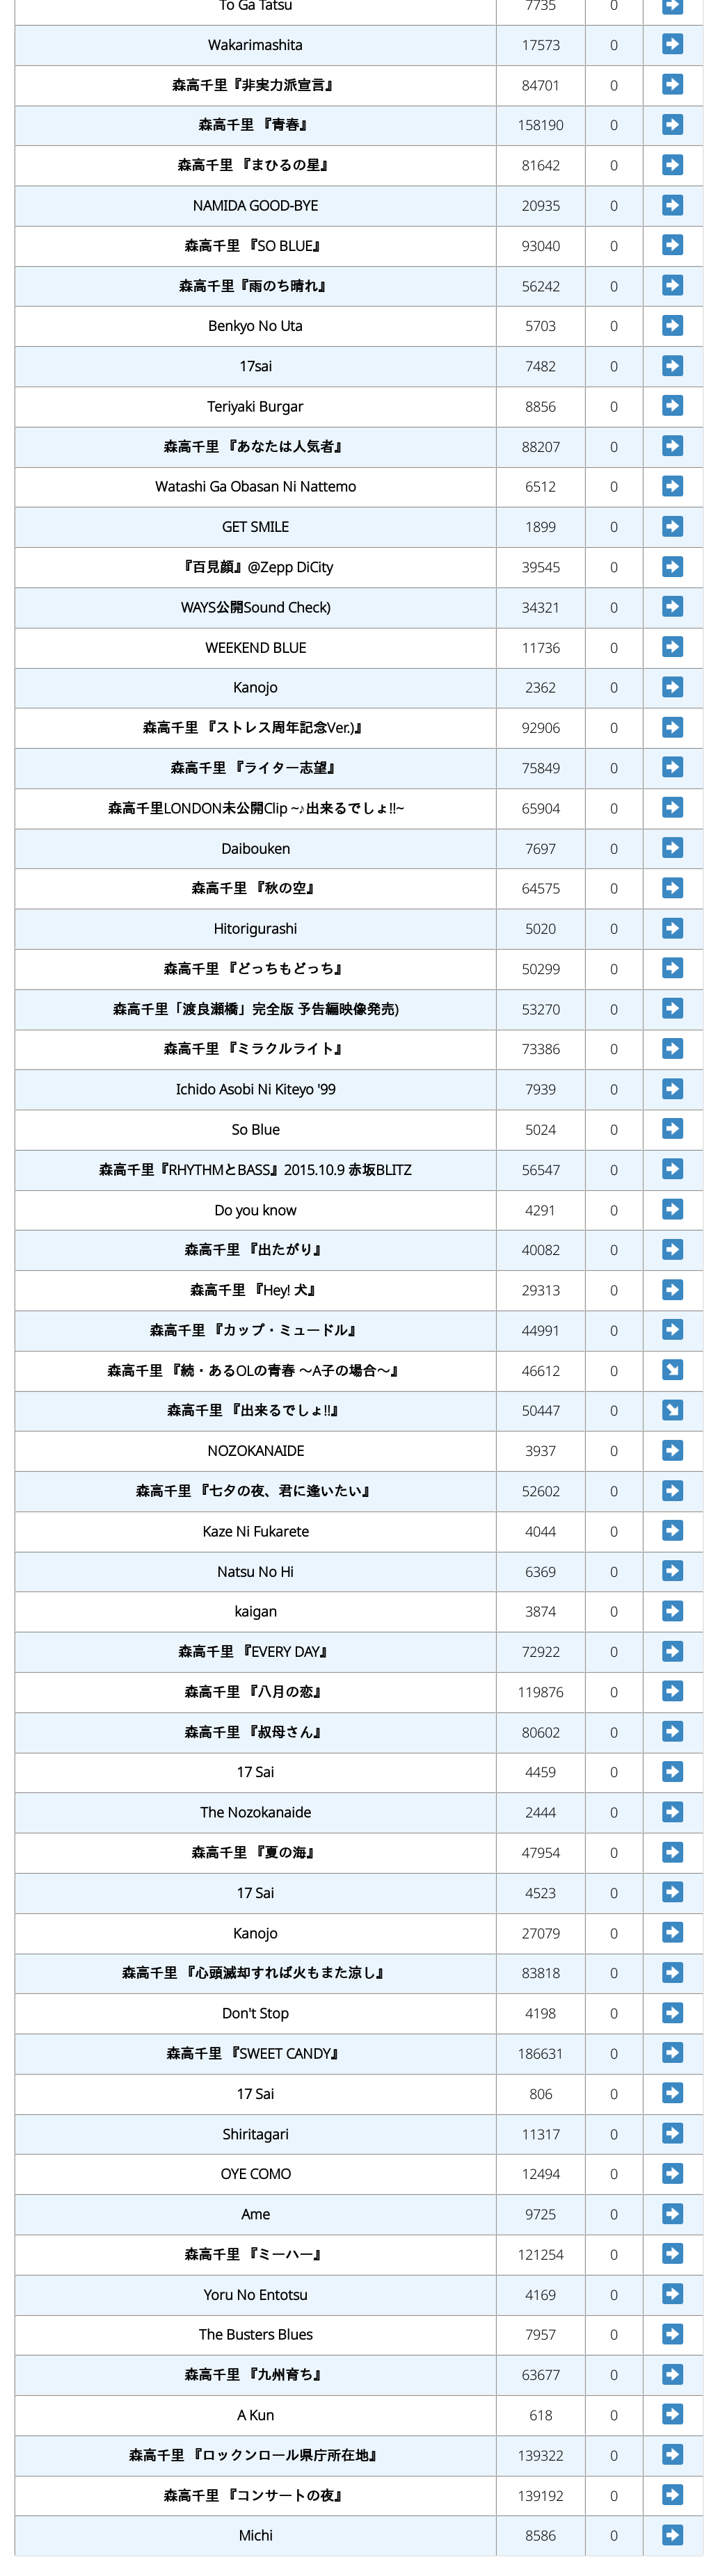 To Ga Tatsu 7735 0
Wakarimashita 17573 0
森高千里『非実力派宣言』 84701 0
森高千里 『青春』 158190 0
森高千里 『まひるの星』 81642 0
NAMIDA GOOD-BYE 20935 0
森高千里 『SO BLUE』 93040 0
森高千里『雨のち晴れ』 56242 0
Benkyo No Uta 5703 0
17sai 7482 0
Teriyaki Burgar 8856 0
森高千里 『あなたは人気者』 88207 0
Watashi Ga Obasan Ni Nattemo 6512 0
GET SMILE 1899 0
『百見顔』@Zepp DiCity 39545 0
WAYS公開Sound Check) 34321 0
WEEKEND BLUE 11736 0
Kanojo 2362 0
森高千里 『ストレス周年記念Ver.)』 92906 0
森高千里 『ライター志望』 75849 0
森高千里LONDON未公開Clip ~♪出来るでしょ!!~ 65904 0
Daibouken 7697 0
森高千里 『秋の空』 64575 0
Hitorigurashi 5020 0
森高千里 『どっちもどっち』 50299 0
森高千里「渡良瀬橋」完全版 予告編映像発売) 53270 0
森高千里 『ミラクルライト』 73386 0
Ichido Asobi Ni Kiteyo '99 7939 0
So Blue 5024 0
森高千里『RHYTHMとBASS』2015.10.9 赤坂BLITZ 56547 0
Do you know 4291 0
森高千里 『出たがり』 40082 0
森高千里 『Hey! 犬』 29313 0
森高千里 『カップ・ミュードル』 44991 0
森高千里 『続・あるOLの青春 〜A子の場合〜』 46612 0
森高千里 『出来るでしょ!!』 50447 0
NOZOKANAIDE 3937 0
森高千里 『七夕の夜、君に逢いたい』 52602 0
Kaze Ni Fukarete 4044 0
Natsu No Hi 6369 0
kaigan 3874 0
森高千里 『EVERY DAY』 72922 0
森高千里 『八月の恋』 119876 0
森高千里 『叔母さん』 80602 0
17 Sai 4459 0
The Nozokanaide 2444 0
森高千里 『夏の海』 47954 0
17 Sai 4523 0
Kanojo 27079 0
森高千里 『心頭滅却すれば火もまた涼し』 83818 0
Don't Stop 4198 0
森高千里 『SWEET CANDY』 186631 0
17 Sai 806 0
Shiritagari 11317 0
OYE COMO 12494 0
Ame 9725 0
森高千里 『ミーハー』 121254 0
Yoru No Entotsu 4169 0
The Busters Blues 7957 0
森高千里 『九州育ち』 63677 0
A Kun 618 0
森高千里 『ロックンロール県庁所在地』 139322 0
森高千里 『コンサートの夜』 139192 0
Michi 8586 0